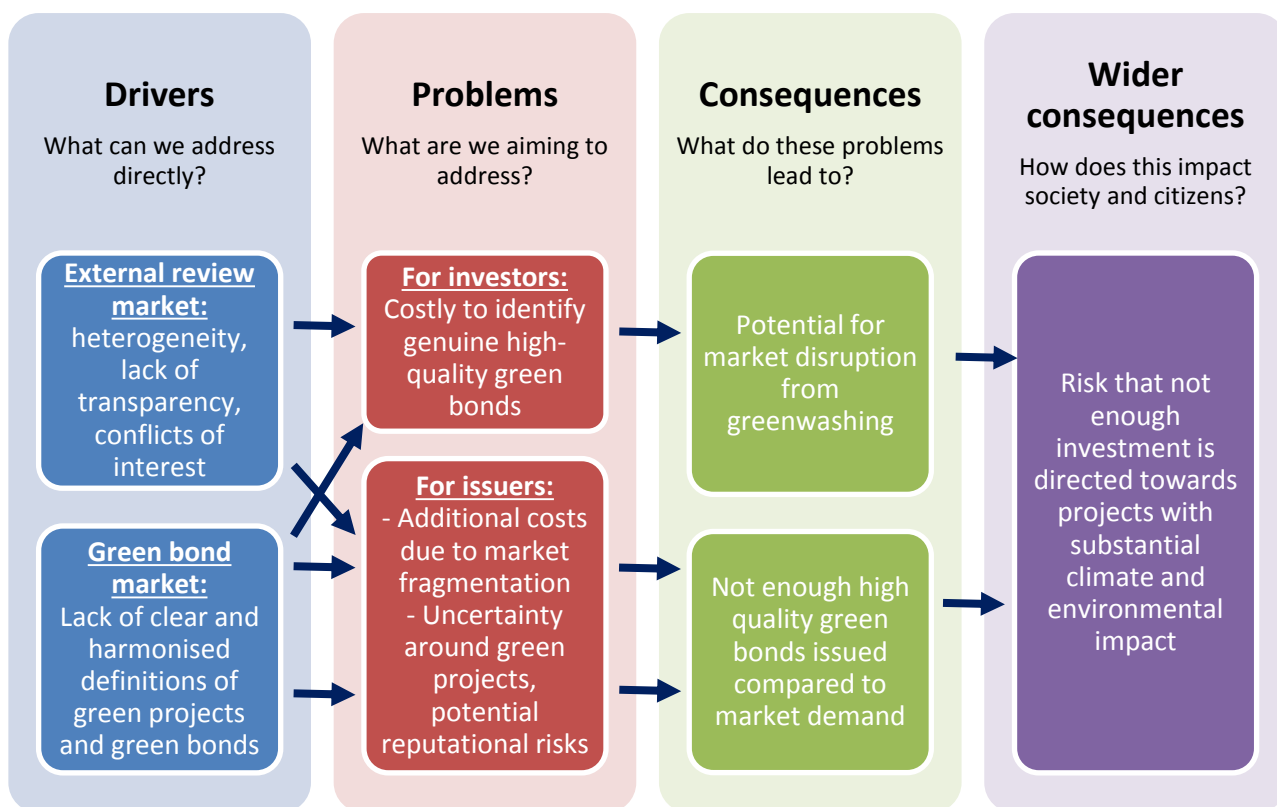 Drivers
What can we address
directly?
External review
market:
heterogeneity,
lack of
transparency,
conflicts of
interest
Green bond
market:
Lack of clear and
harmonised
definitions of
green projects
and green bonds
Problems
What are we aiming to
address?
For investors:
Costly to identify
genuine high-
quality green
bonds
For issuers:
- Additional costs
due to market
fragmentation
- Uncertainty
around green
projects,
potential
reputational risks
Consequences
What do these problems
lead to?
Potential for
market disruption
from
greenwashing
Not enough high
quality green
bonds issued
compared to
market demand
Wider
consequences
How does this impact
society and citizens?
Risk that not
enough
investment is
directed towards
projects with
substantial
climate and
environmental
impact